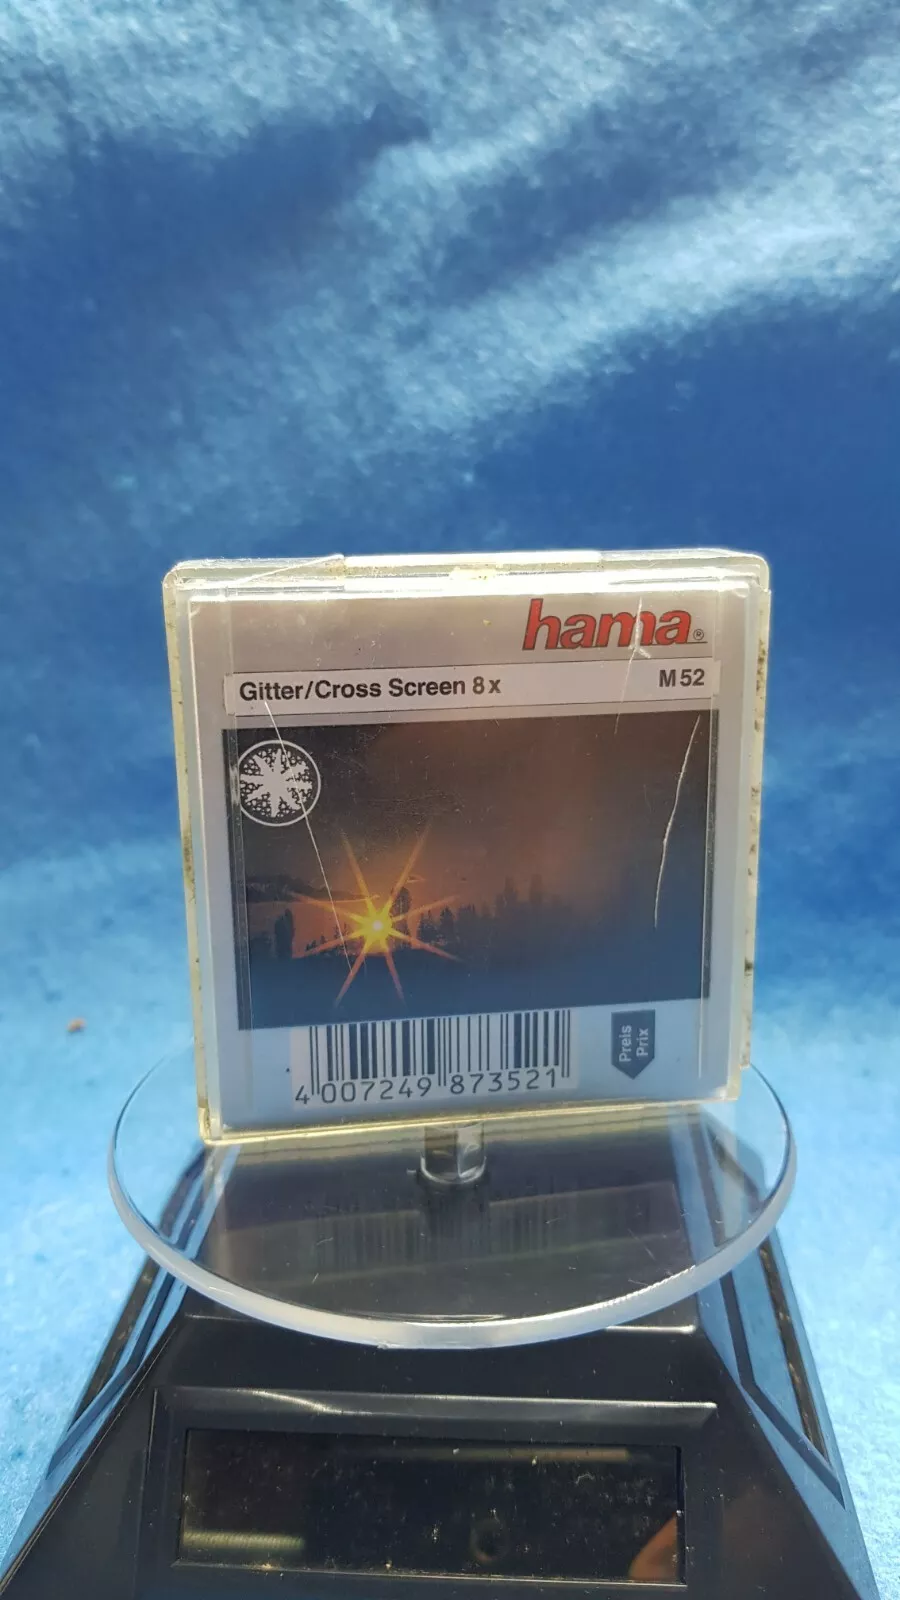 hama®
Gitter/Cross Screen 8x M52
4 007249 873521
Preis
Prix